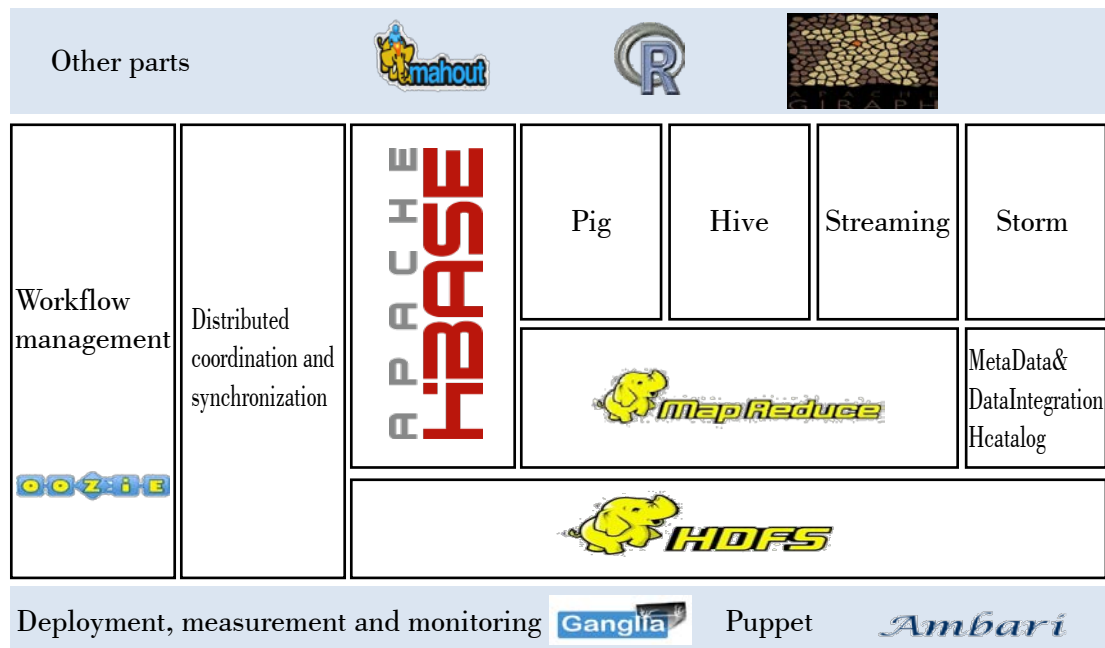 Other parts
mahout
R
APACHE
GIRAPH
Workflow
management
OOZIE
Distributed
coordination and
synchronization
APACHE
HBASE
Pig
Hive
Streaming
Storm
Map Reduce
MetaData&
DataIntegration
Hcatalog
HDFS
Deployment, measurement and monitoring
Ganglia
Puppet
Ambari